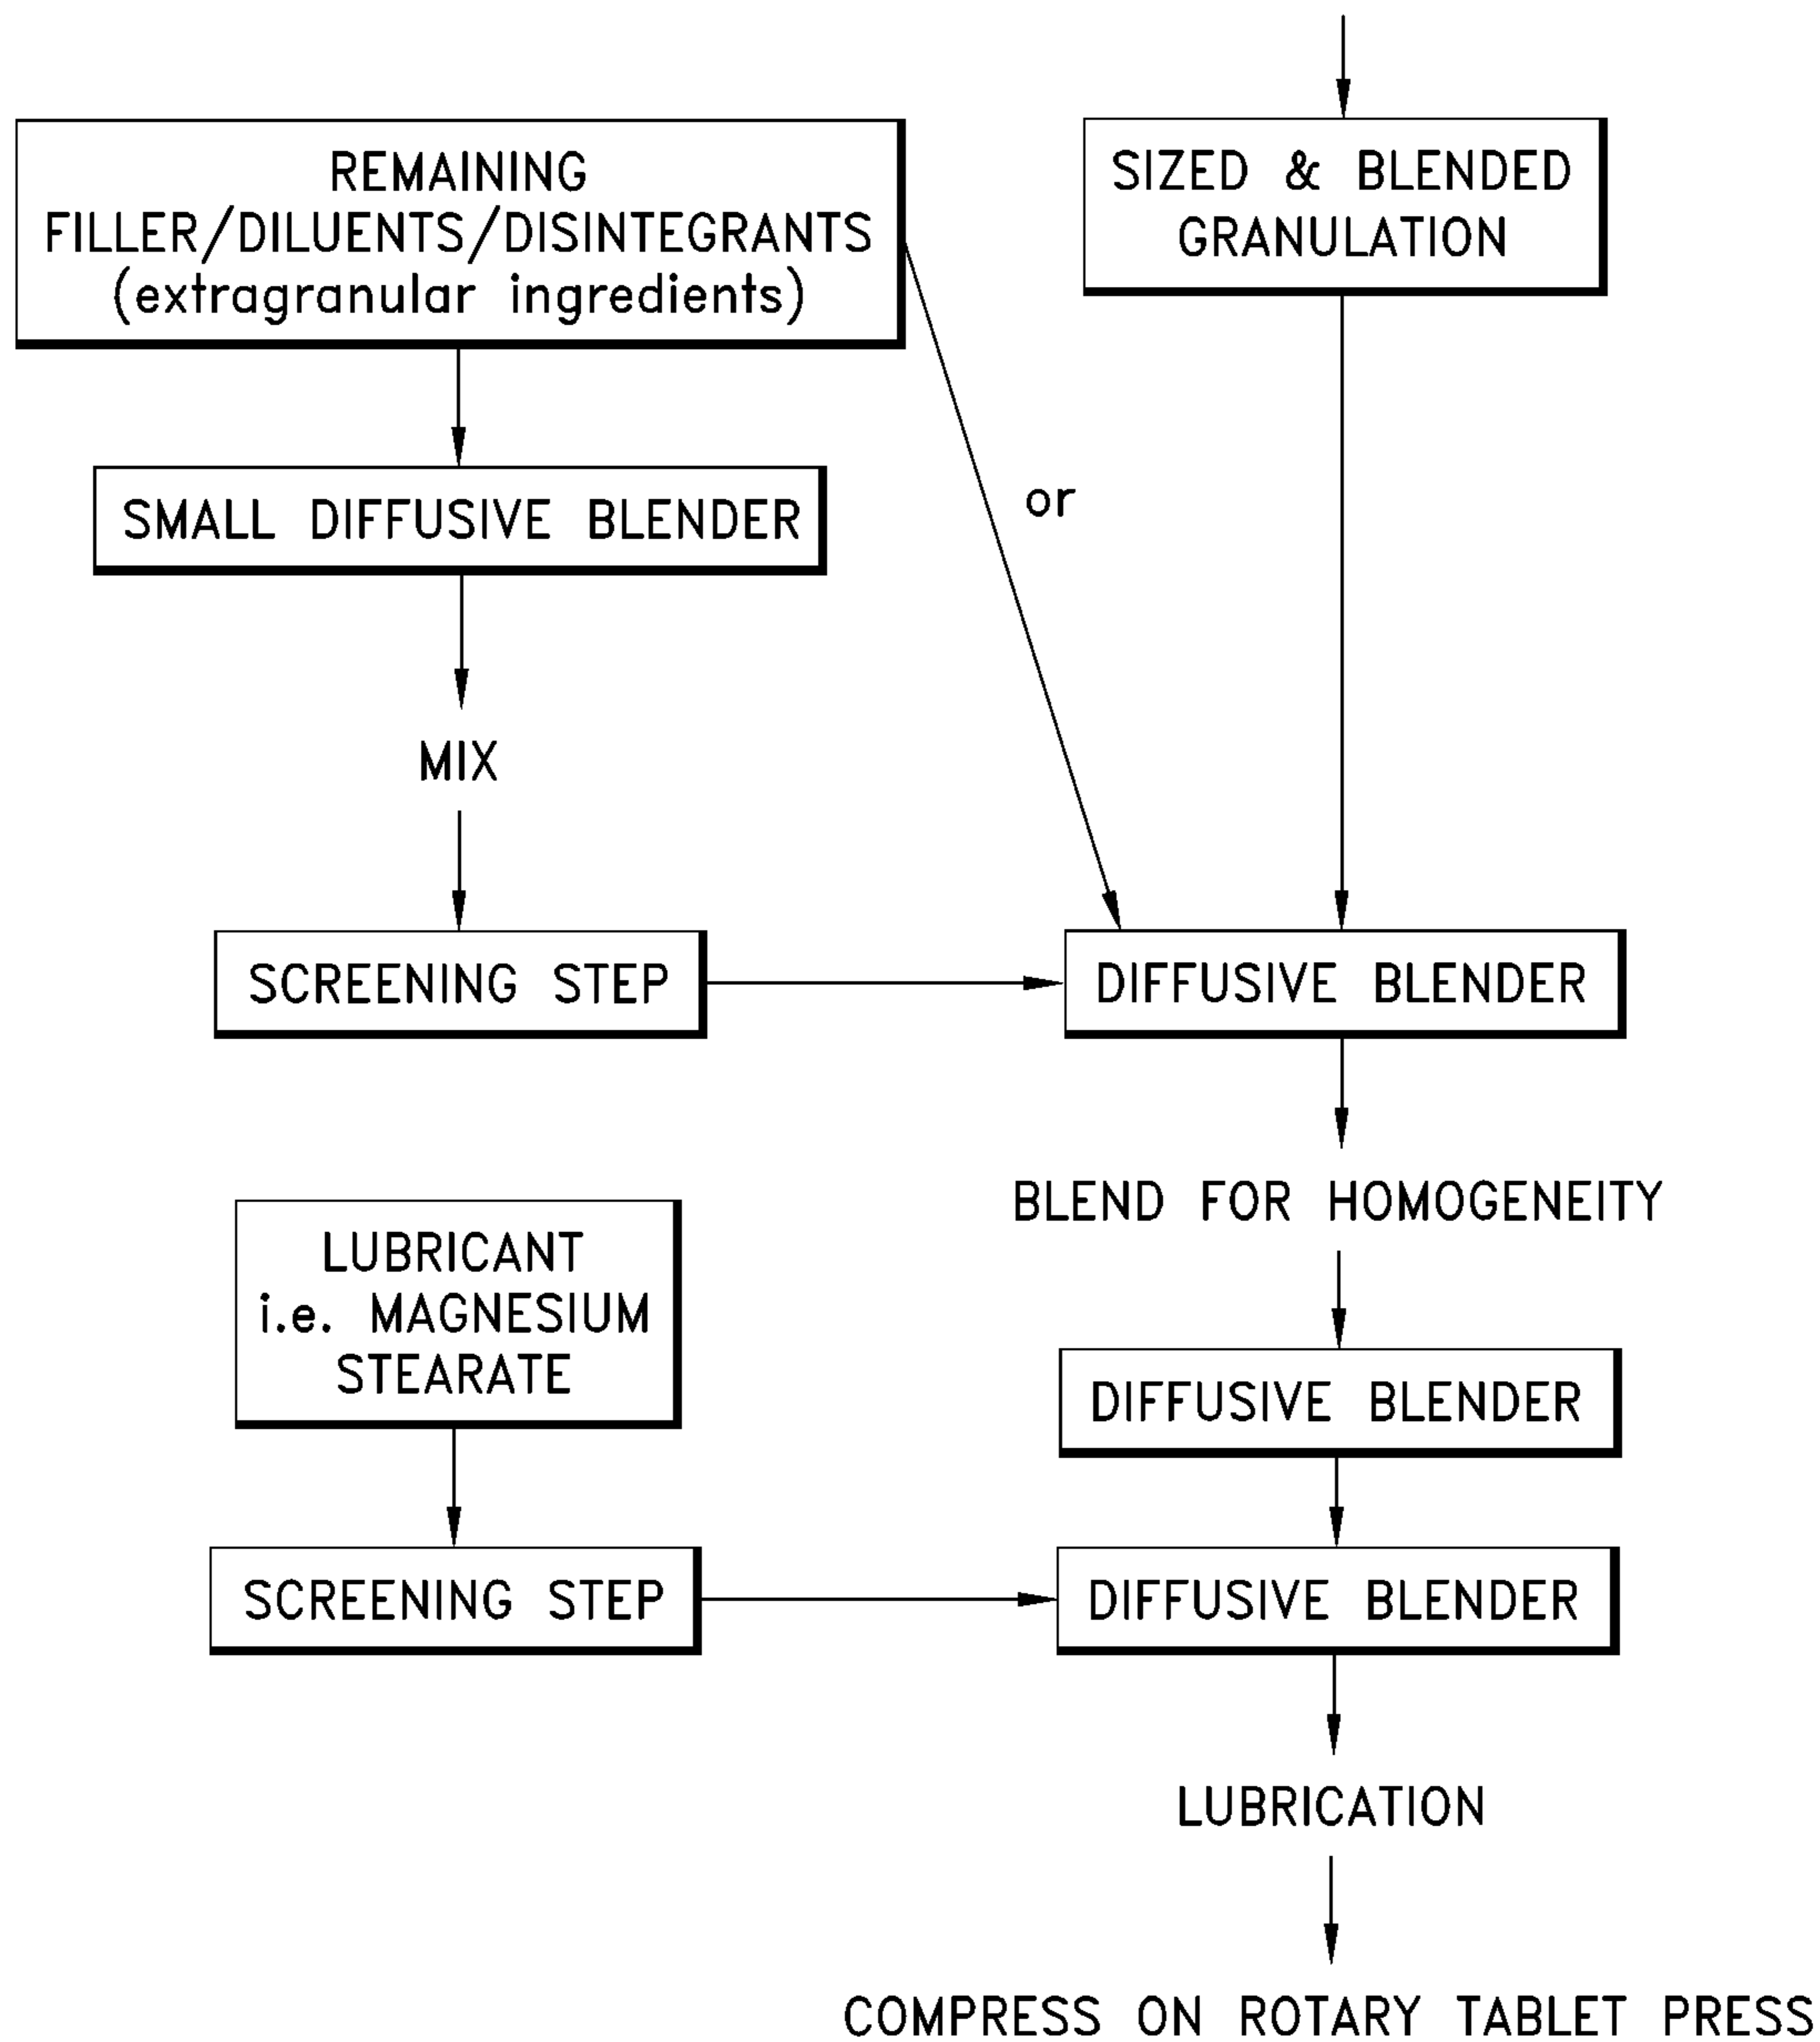 REMAINING
FILLER/DILUENTS/DISINTEGRANTS
(extragranular ingredients)
SIZED & BLENDED
GRANULATION
SMALL DIFFUSIVE BLENDER
or
MIX
SCREENING STEP
DIFFUSIVE BLENDER
BLEND FOR HOMOGENEITY
LUBRICANT
i.e. MAGNESIUM
STEARATE
DIFFUSIVE BLENDER
SCREENING STEP
DIFFUSIVE BLENDER
LUBRICATION
COMPRESS ON ROTARY TABLET PRESS